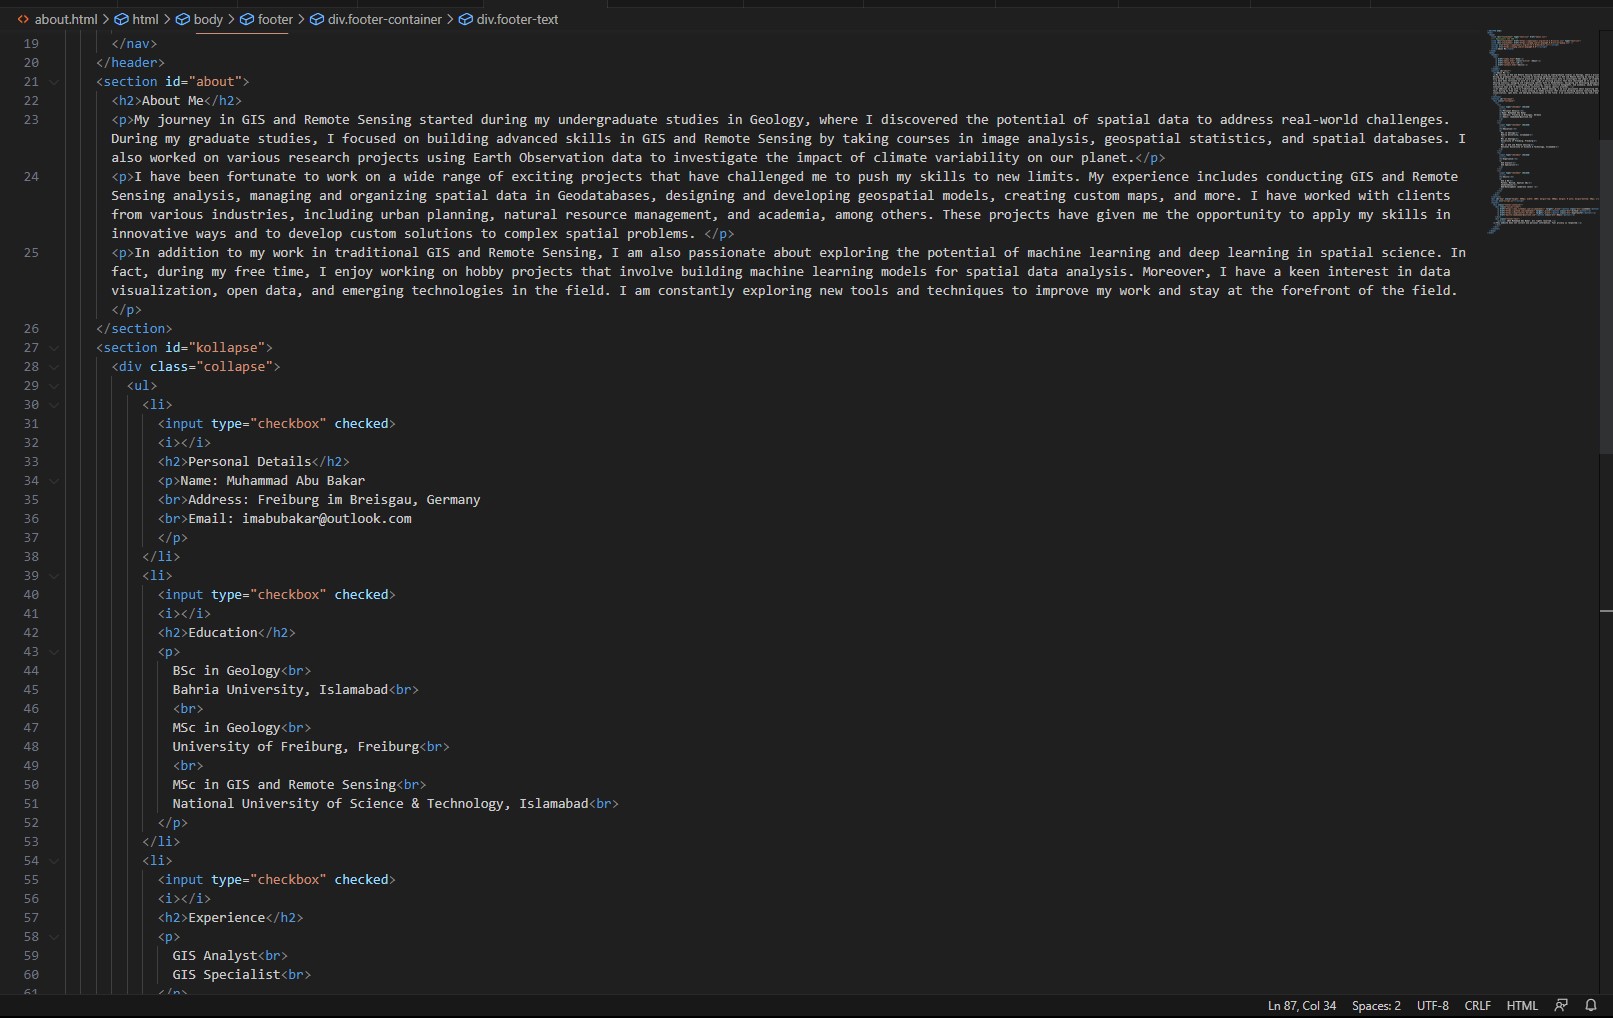 about.html > html > body > footer > div.footer-container > div.footer-text
19 </nav>
20 </header>
21 <section id="about">
22 <h2>About Me</h2>
23 <p>My journey in GIS and Remote Sensing started during my undergraduate studies in Geology, where I discovered the potential of spatial data to address real-world challenges.
During my graduate studies, I focused on building advanced skills in GIS and Remote Sensing by taking courses in image analysis, geospatial statistics, and spatial databases. I
also worked on various research projects using Earth Observation data to investigate the impact of climate variability on our planet.</p>
24 <p>I have been fortunate to work on a wide range of exciting projects that have challenged me to push my skills to new limits. My experience includes conducting GIS and Remote
Sensing analysis, managing and organizing spatial data in Geodatabases, designing and developing geospatial models, creating custom maps, and more. I have worked with clients
from various industries, including urban planning, natural resource management, and academia, among others. These projects have given me the opportunity to apply my skills in
innovative ways and to develop custom solutions to complex spatial problems. </p>
25 <p>In addition to my work in traditional GIS and Remote Sensing, I am also passionate about exploring the potential of machine learning and deep learning in spatial science. In
fact, during my free time, I enjoy working on hobby projects that involve building machine learning models for spatial data analysis. Moreover, I have a keen interest in data
visualization, open data, and emerging technologies in the field. I am constantly exploring new tools and techniques to improve my work and stay at the forefront of the field.
</p>
26 </section>
27 <section id="kollapse">
28 <div class="collapse">
29 <ul>
30 <li>
31 <input type="checkbox" checked>
32 <i></i>
33 <h2>Personal Details</h2>
34 <p>Name: Muhammad Abu Bakar
35 <br>Address: Freiburg im Breisgau, Germany
36 <br>Email: imabubakar@outlook.com
37 </p>
38 </li>
39 <li>
40 <input type="checkbox" checked>
41 <i></i>
42 <h2>Education</h2>
43 <p>
44 BSc in Geology<br>
45 Bahria University, Islamabad<br>
46 <br>
47 MSc in Geology<br>
48 University of Freiburg, Freiburg<br>
49 <br>
50 MSc in GIS and Remote Sensing<br>
51 National University of Science & Technology, Islamabad<br>
52 </p>
53 </li>
54 <li>
55 <input type="checkbox" checked>
56 <i></i>
57 <h2>Experience</h2>
58 <p>
59 GIS Analyst<br>
60 GIS Specialist<br>
61 </p>
Ln 87, Col 34 Spaces: 2 UTF-8 CRLF HTML